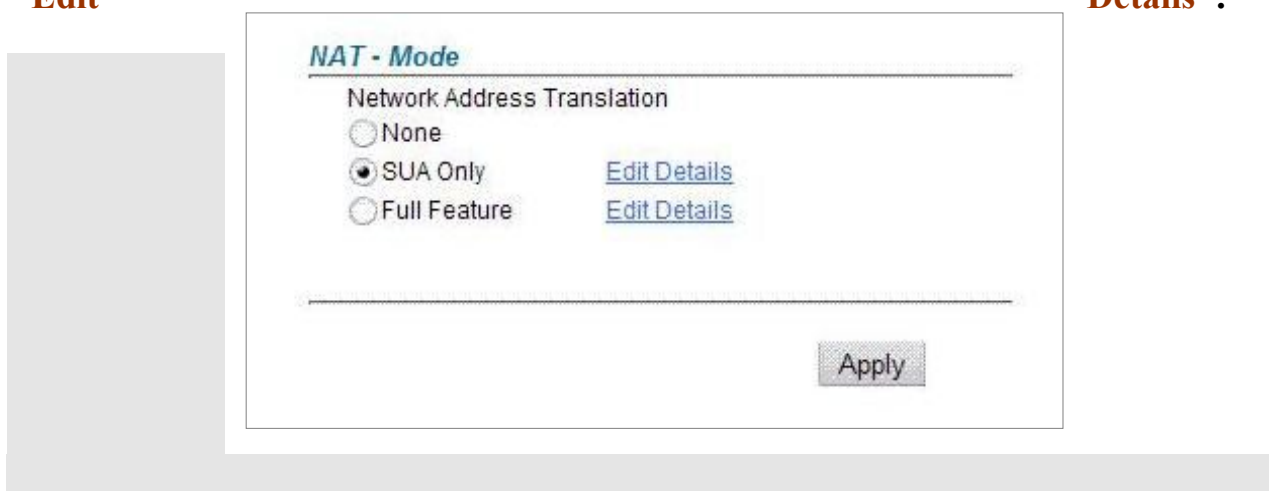 Edit Details" :
NAT - Mode
Network Address Translation
None
SUA Only Edit Details
Full Feature Edit Details
Apply